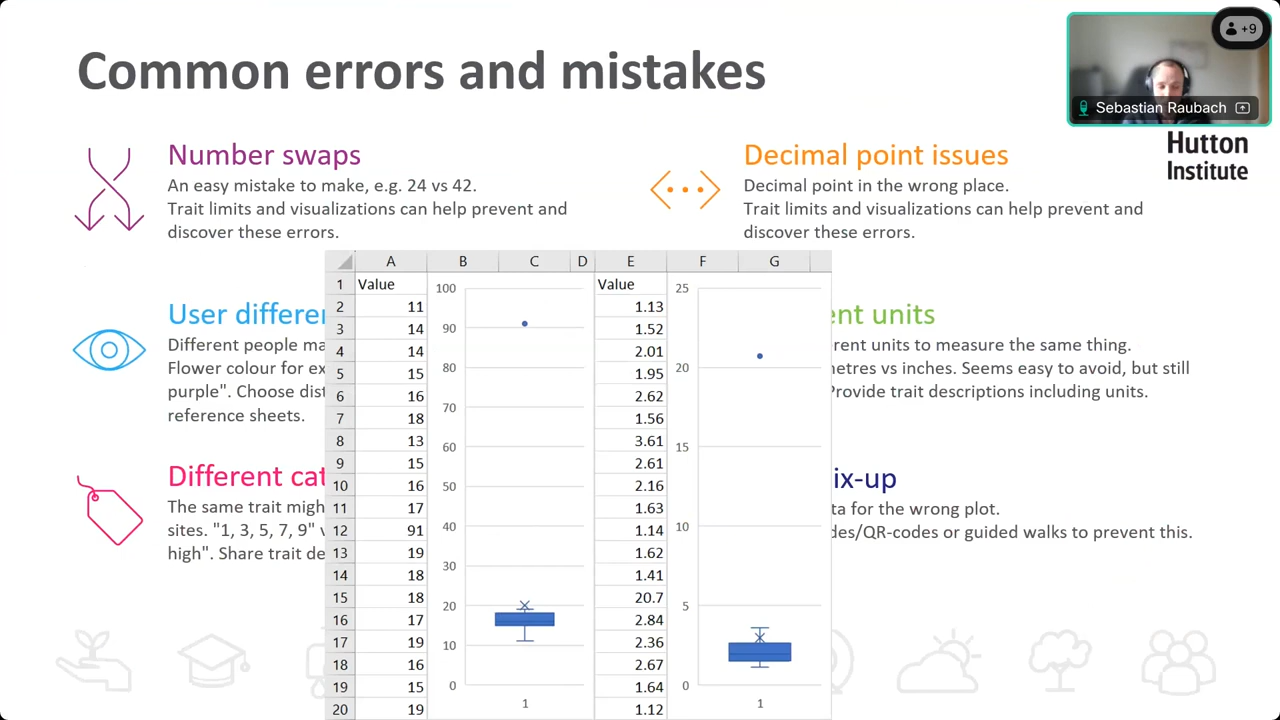 Common errors and mistakes
+9
Sebastian Raubach
Hutton
Institute
Number swaps
An easy mistake to make, e.g. 24 vs 42.
Trait limits and visualizations can help prevent and
discover these errors.
Decimal point issues
Decimal point in the wrong place.
Trait limits and visualizations can help prevent and
discover these errors.
User differe
Different people ma
Flower colour for ex
purple". Choose dist
reference sheets.
ent units
rent units to measure the same thing.
metres vs inches. Seems easy to avoid, but still
Provide trait descriptions including units.
Different cat
The same trait migh
sites. "1, 3, 5, 7, 9" v
high". Share trait de
ix-up
ta for the wrong plot.
des/QR-codes or guided walks to prevent this.
A B C D E F G
1 Value Value
2 11 1.13
3 14 1.52
4 14 2.01
5 15 1.95
6 16 2.62
7 18 1.56
8 13 3.61
9 15 2.61
10 16 2.16
11 17 1.63
12 91 1.14
13 19 1.62
14 18 1.41
15 18 20.7
16 17 2.84
17 19 2.36
18 16 2.67
19 15 1.64
20 19 1.12
100
90
80
70
60
50
40
30
20
10
0
1
25
20
15
10
5
0
1